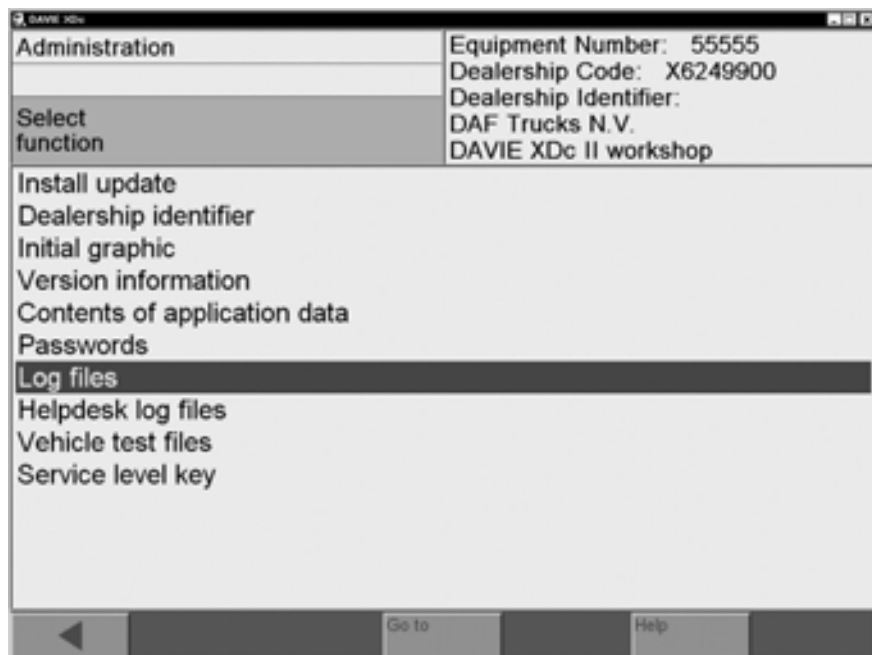 DAVIE XDc
Administration
Equipment Number: 55555
Dealership Code: X6249900
Dealership Identifier:
DAF Trucks N.V.
DAVIE XDc II workshop
Select
function
Install update
Dealership identifier
Initial graphic
Version information
Contents of application data
Passwords
Log files
Helpdesk log files
Vehicle test files
Service level key
Go to
Help